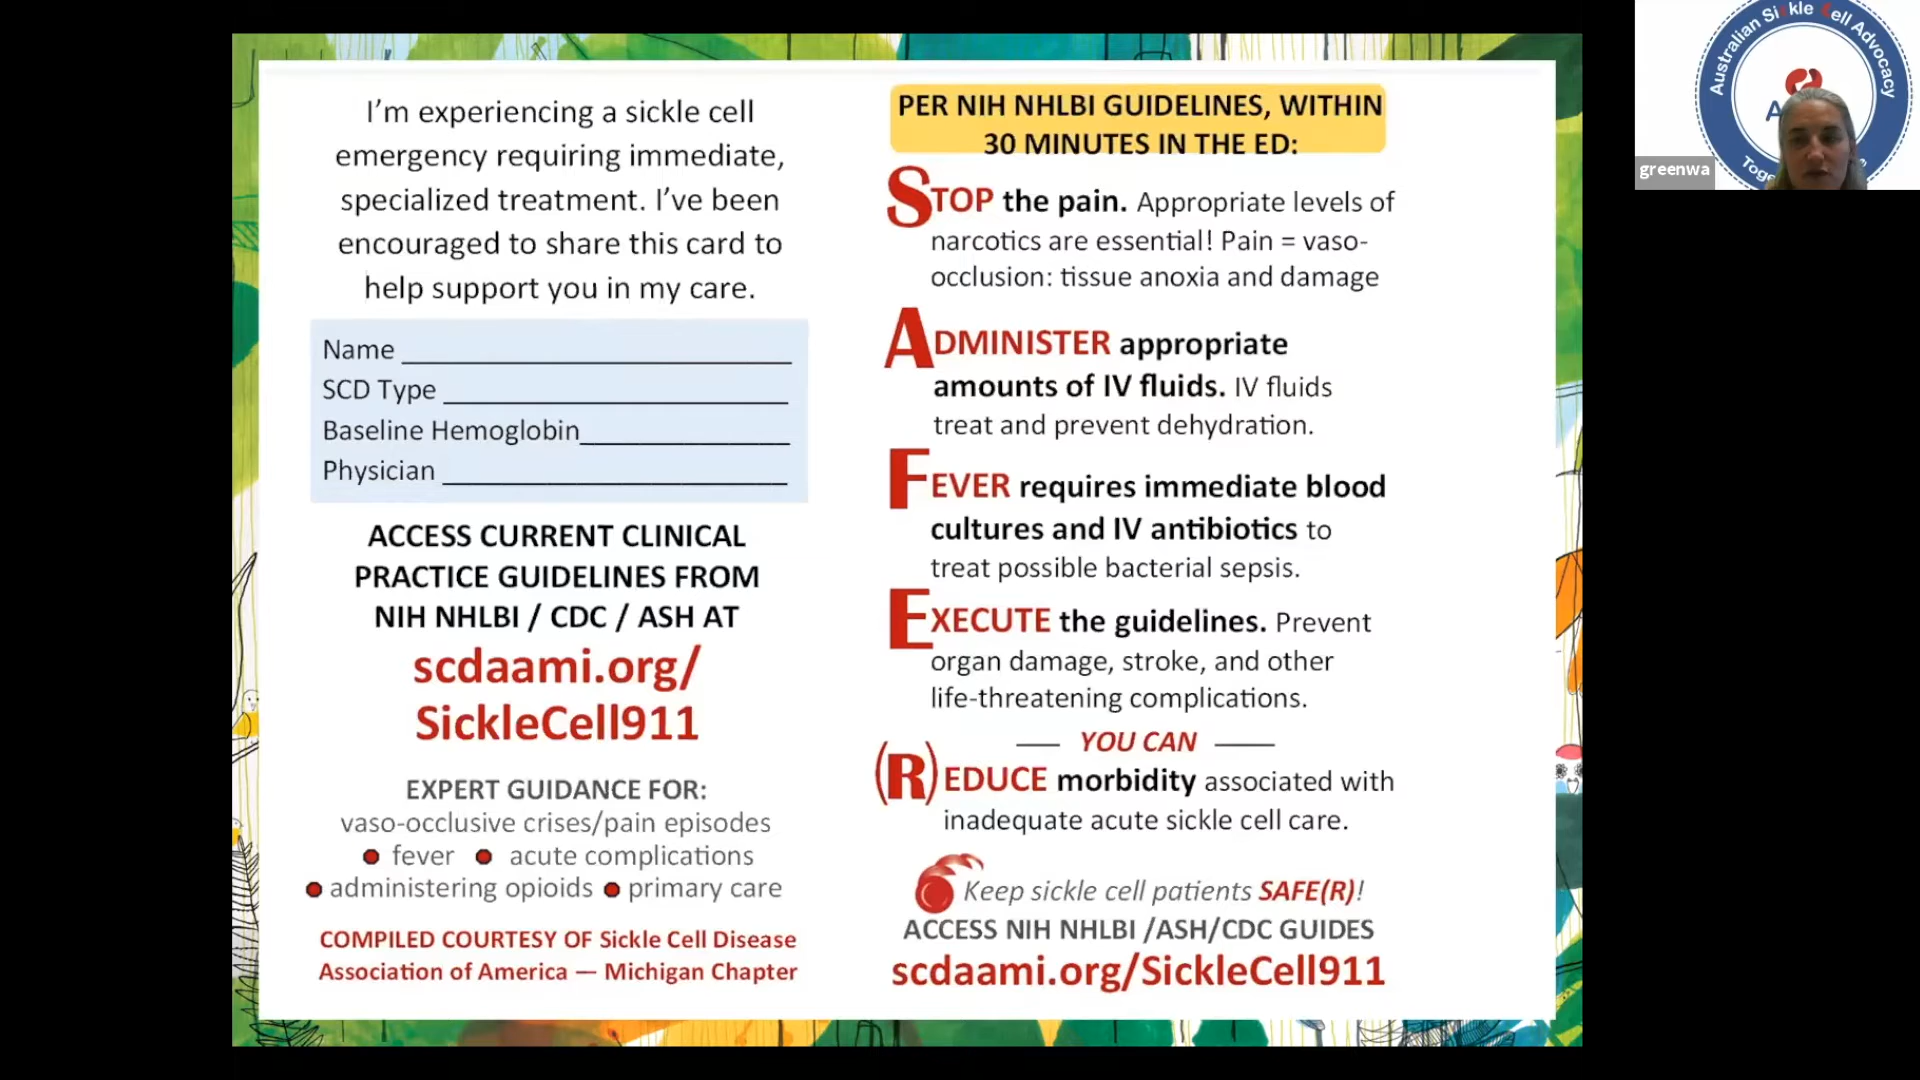 I'm experiencing a sickle cell
emergency requiring immediate,
specialized treatment. I've been
encouraged to share this card to
help support you in my care.
Name
SCD Type
Baseline Hemoglobin
Physician
ACCESS CURRENT CLINICAL
PRACTICE GUIDELINES FROM
NIH NHLBI / CDC / ASH AT
scdaami.org/
SickleCell911
EXPERT GUIDANCE FOR:
vaso-occlusive crises/pain episodes
● fever ● acute complications
● administering opioids ● primary care
COMPILED COURTESY OF Sickle Cell Disease
Association of America — Michigan Chapter
PER NIH NHLBI GUIDELINES, WITHIN
30 MINUTES IN THE ED:
STOP the pain. Appropriate levels of
narcotics are essential! Pain = vaso-
occlusion: tissue anoxia and damage
ADMINISTER appropriate
amounts of IV fluids. IV fluids
treat and prevent dehydration.
FEVER requires immediate blood
cultures and IV antibiotics to
treat possible bacterial sepsis.
EXECUTE the guidelines. Prevent
organ damage, stroke, and other
life-threatening complications.
YOU CAN
(R)EDUCE morbidity associated with
inadequate acute sickle cell care.
Keep sickle cell patients SAFE(R)!
ACCESS NIH NHLBI /ASH/CDC GUIDES
scdaami.org/SickleCell911
Australian Sickle Cell Advocacy
greenwa